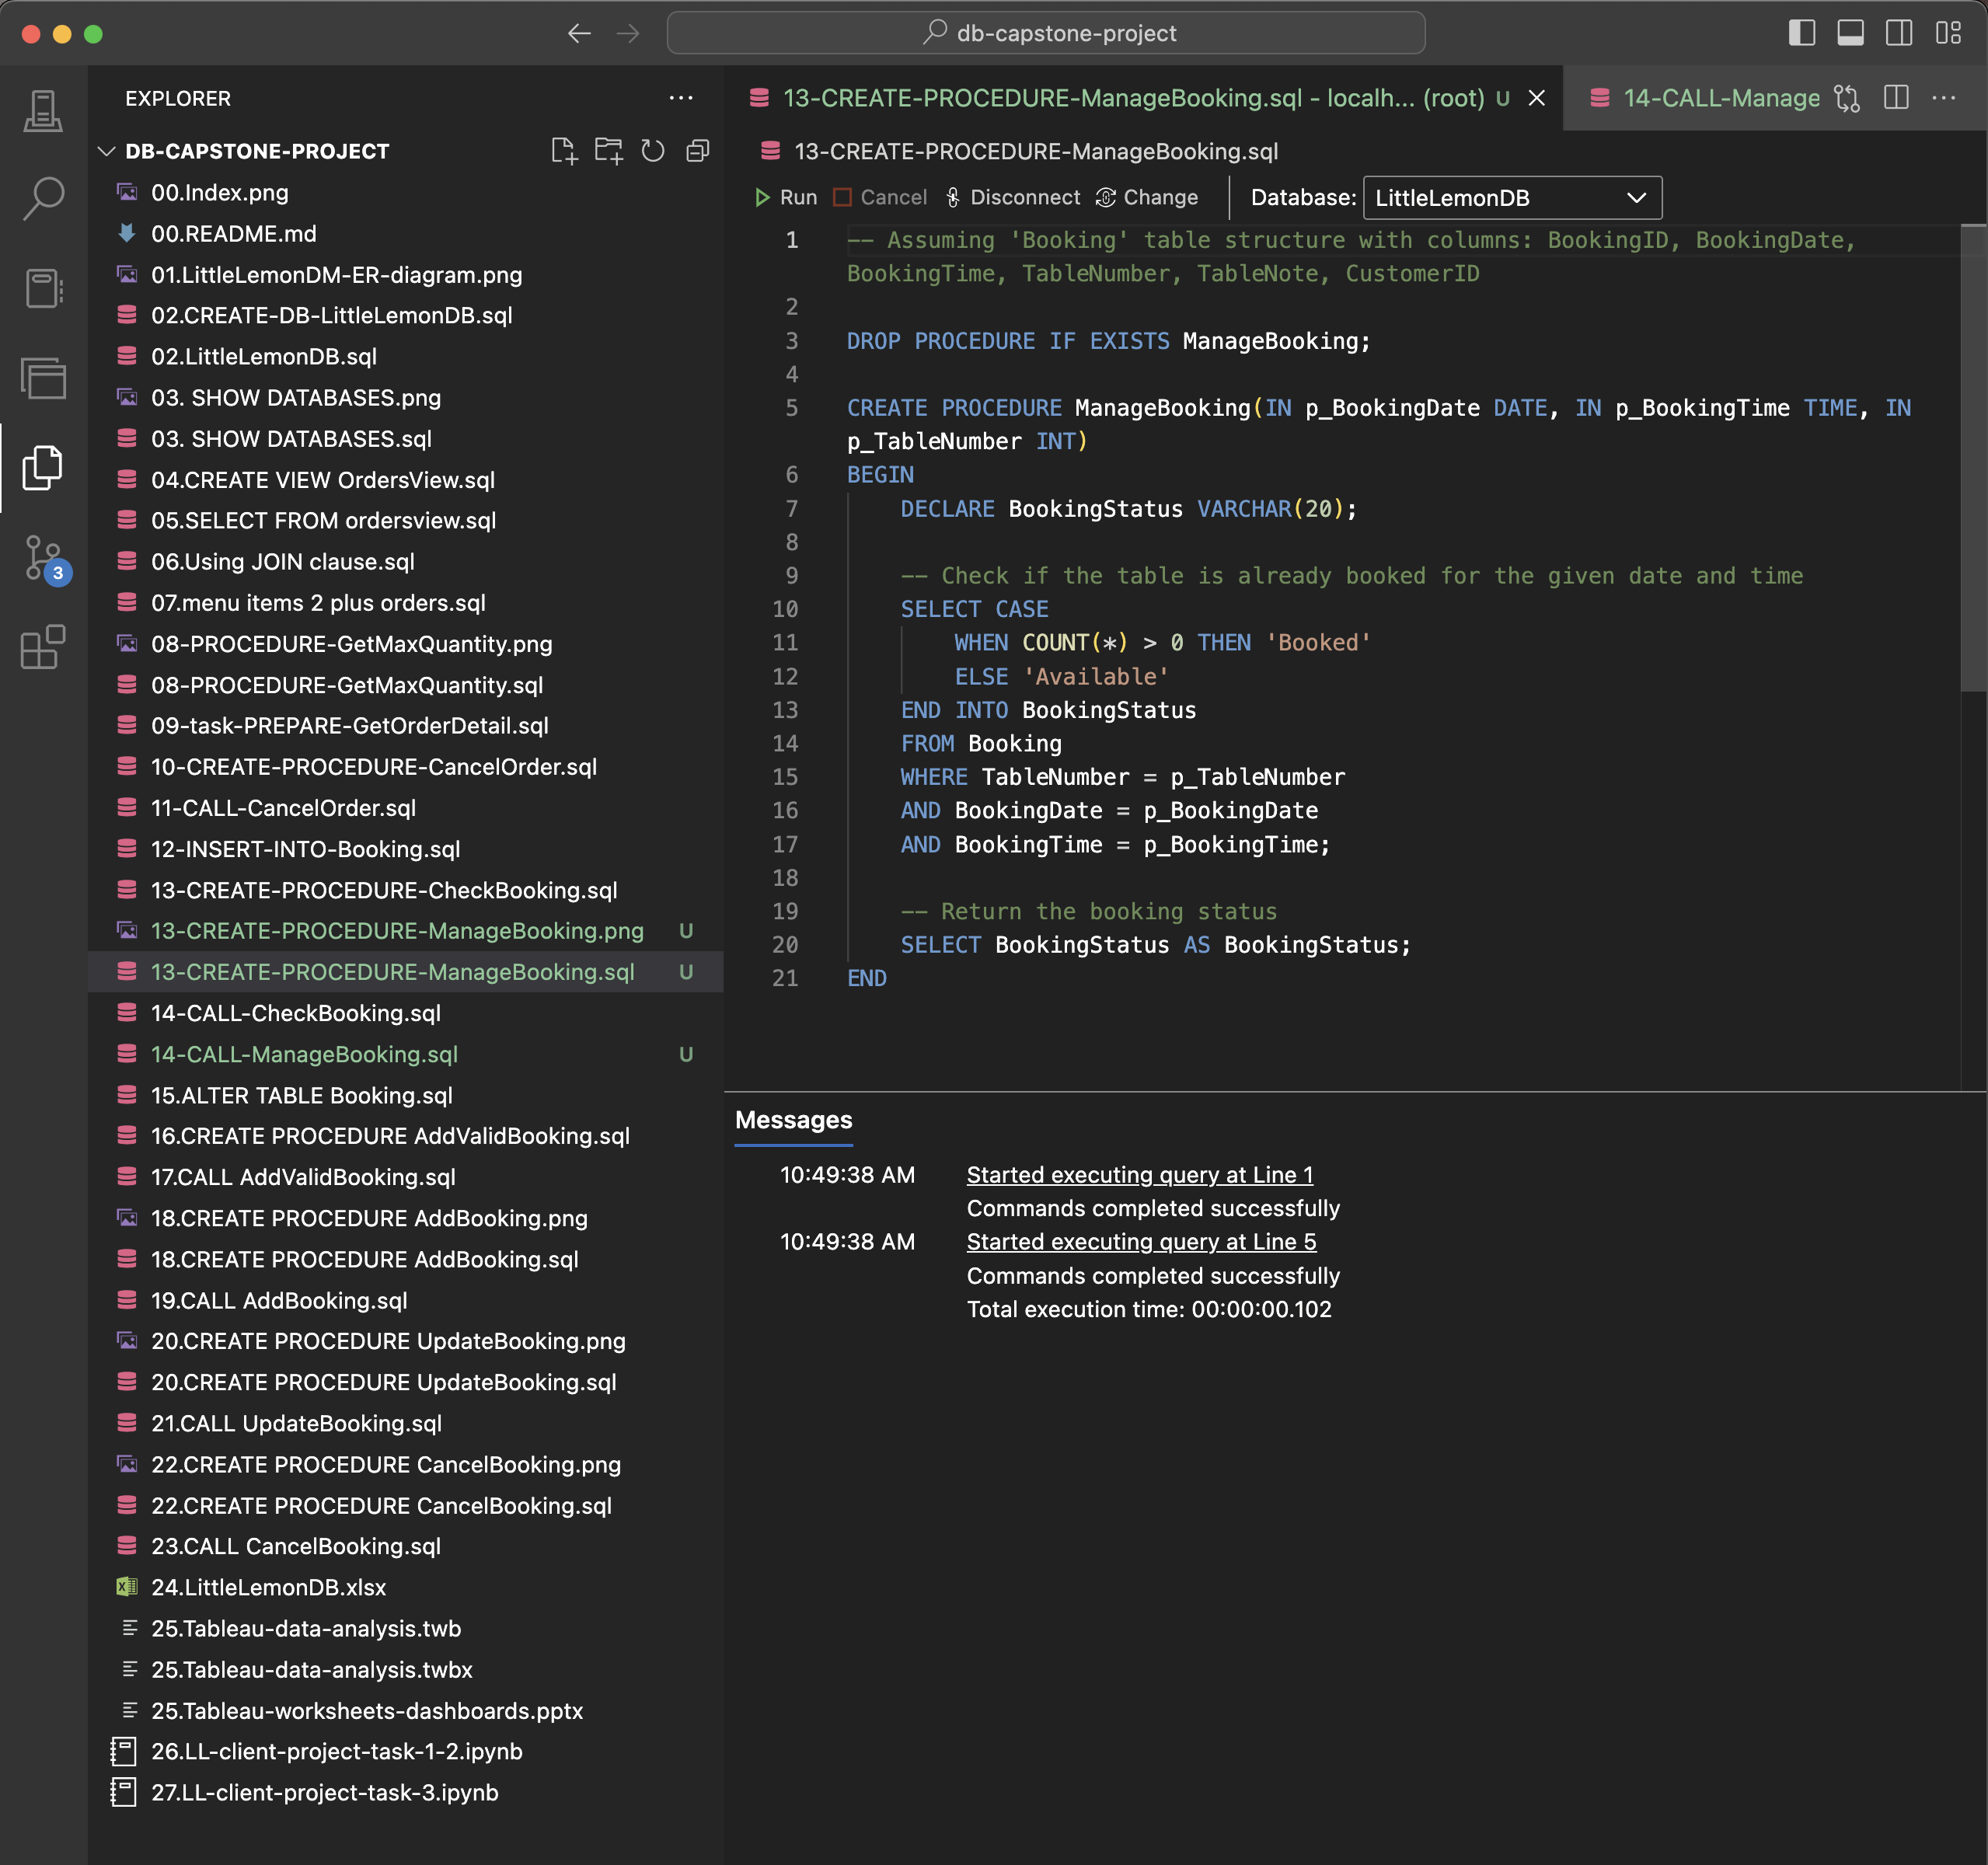 db-capstone-project
EXPLORER
DB-CAPSTONE-PROJECT
00.Index.png
00.README.md
01.LittleLemonDM-ER-diagram.png
02.CREATE-DB-LittleLemonDB.sql
02.LittleLemonDB.sql
03. SHOW DATABASES.png
03. SHOW DATABASES.sql
04.CREATE VIEW OrdersView.sql
05.SELECT FROM ordersview.sql
06.Using JOIN clause.sql
07.menu items 2 plus orders.sql
08-PROCEDURE-GetMaxQuantity.png
08-PROCEDURE-GetMaxQuantity.sql
09-task-PREPARE-GetOrderDetail.sql
10-CREATE-PROCEDURE-CancelOrder.sql
11-CALL-CancelOrder.sql
12-INSERT-INTO-Booking.sql
13-CREATE-PROCEDURE-CheckBooking.sql
13-CREATE-PROCEDURE-ManageBooking.png U
13-CREATE-PROCEDURE-ManageBooking.sql U
14-CALL-CheckBooking.sql
14-CALL-ManageBooking.sql U
15.ALTER TABLE Booking.sql
16.CREATE PROCEDURE AddValidBooking.sql
17.CALL AddValidBooking.sql
18.CREATE PROCEDURE AddBooking.png
18.CREATE PROCEDURE AddBooking.sql
19.CALL AddBooking.sql
20.CREATE PROCEDURE UpdateBooking.png
20.CREATE PROCEDURE UpdateBooking.sql
21.CALL UpdateBooking.sql
22.CREATE PROCEDURE CancelBooking.png
22.CREATE PROCEDURE CancelBooking.sql
23.CALL CancelBooking.sql
24.LittleLemonDB.xlsx
25.Tableau-data-analysis.twb
25.Tableau-data-analysis.twbx
25.Tableau-worksheets-dashboards.pptx
26.LL-client-project-task-1-2.ipynb
27.LL-client-project-task-3.ipynb
3
13-CREATE-PROCEDURE-ManageBooking.sql - localh... (root) U
14-CALL-Manage
13-CREATE-PROCEDURE-ManageBooking.sql
Run Cancel Disconnect Change Database: LittleLemonDB
1 -- Assuming 'Booking' table structure with columns: BookingID, BookingDate,
BookingTime, TableNumber, TableNote, CustomerID
2
3 DROP PROCEDURE IF EXISTS ManageBooking;
4
5 CREATE PROCEDURE ManageBooking(IN p_BookingDate DATE, IN p_BookingTime TIME, IN
p_TableNumber INT)
6 BEGIN
7 DECLARE BookingStatus VARCHAR(20);
8
9 -- Check if the table is already booked for the given date and time
10 SELECT CASE
11 WHEN COUNT(*) > 0 THEN 'Booked'
12 ELSE 'Available'
13 END INTO BookingStatus
14 FROM Booking
15 WHERE TableNumber = p_TableNumber
16 AND BookingDate = p_BookingDate
17 AND BookingTime = p_BookingTime;
18
19 -- Return the booking status
20 SELECT BookingStatus AS BookingStatus;
21 END
Messages
10:49:38 AM Started executing query at Line 1
Commands completed successfully
10:49:38 AM Started executing query at Line 5
Commands completed successfully
Total execution time: 00:00:00.102